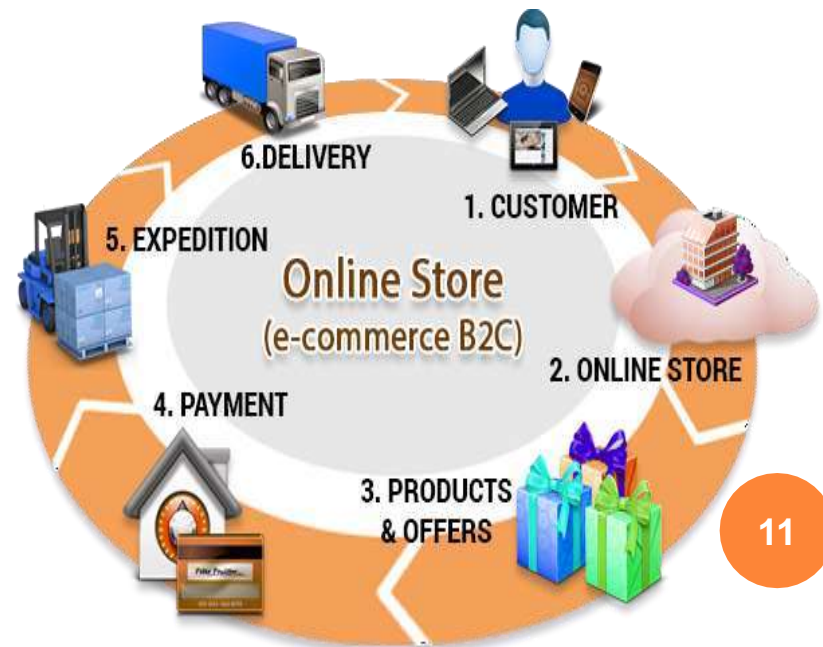 6.DELIVERY
1. CUSTOMER
5. EXPEDITION
Online Store
(e-commerce B2C)
2. ONLINE STORE
4. PAYMENT
3. PRODUCTS
& OFFERS
11